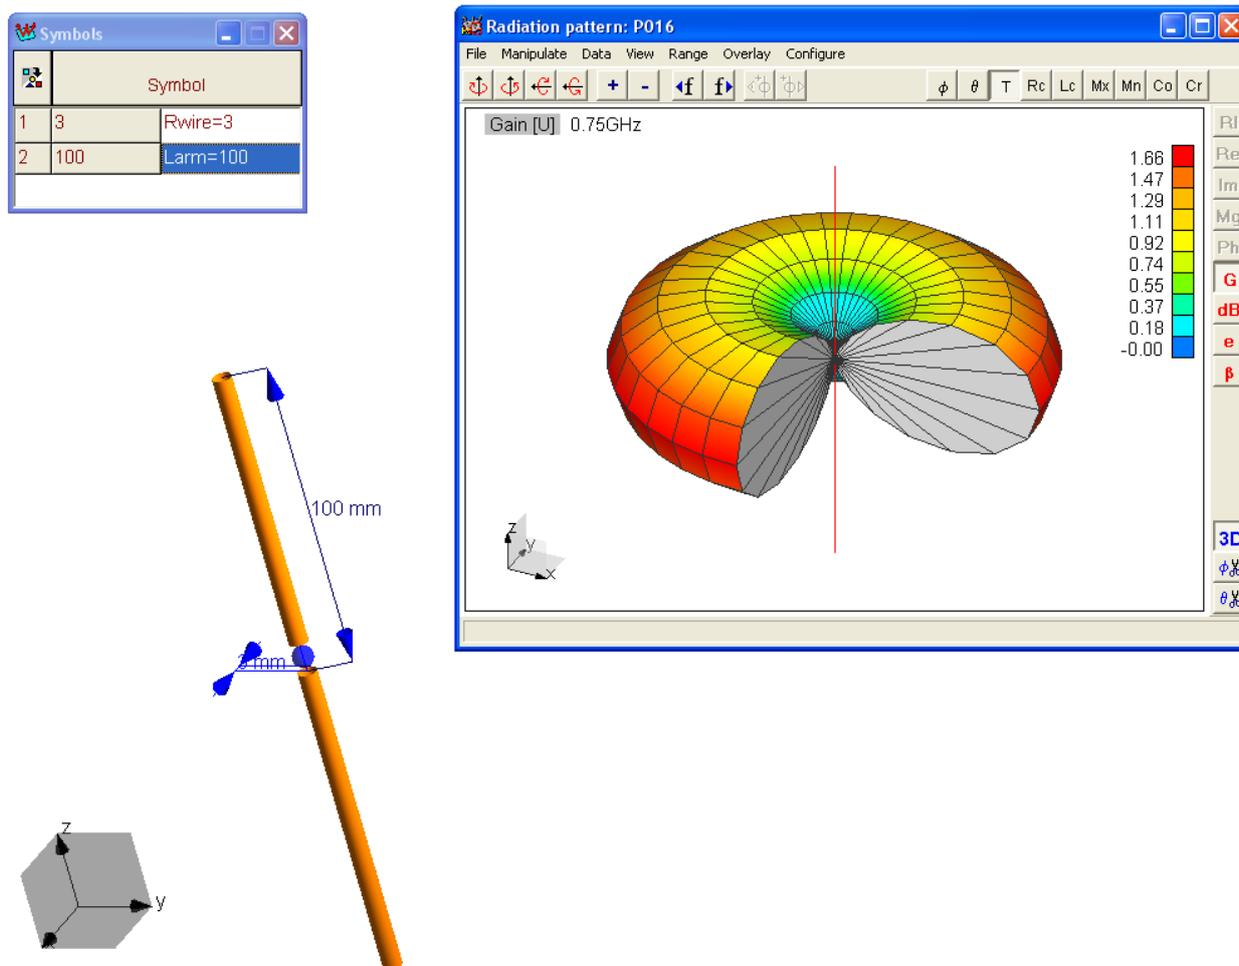 Symbols
Symbol
1 3 Rwire=3
2 100 Larm=100
Radiation pattern: P016
File Manipulate Data View Range Overlay Configure
+ - f f ϕ θ T Rc Lc Mx Mn Co Cr
Gain [U] 0.75GHz
1.66
1.47
1.29
1.11
0.92
0.74
0.55
0.37
0.18
-0.00
Re
Im
Ph
G
dB
e
β
3D
ϕ
θ
z
y
x
100 mm
3 mm
z
y